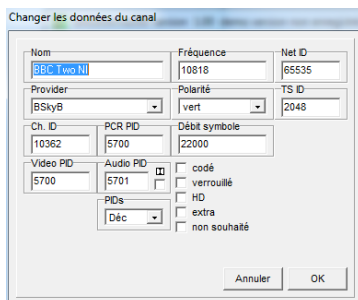 Changer les données du canal
Nom Fréquence Net ID
BBC Two NI 10818 65535
Provider Polarité TS ID
BSkyB vert 2048
Ch. ID PCR PID Débit symbole
10362 5700 22000
Video PID Audio PID codé
5700 5701 verrouillé
HD
PIDs extra
Déc non souhaité
Annuler OK